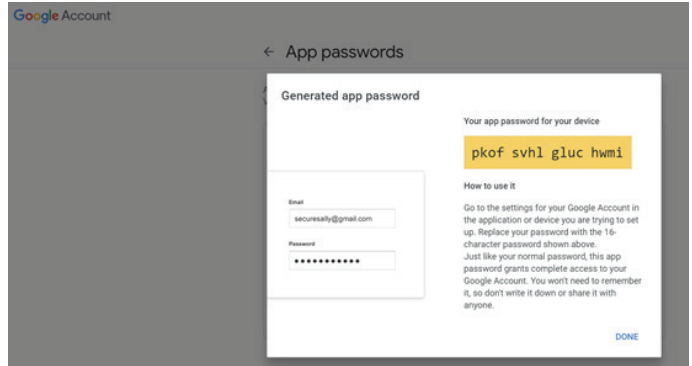 Google Account
← App passwords
Generated app password
Your app password for your device
pkof svhl gluc hwmi
How to use it
Go to the settings for your Google Account in
the application or device you are trying to set
up. Replace your password with the 16-
character password shown above.
Just like your normal password, this app
password grants complete access to your
Google Account. You won't need to remember
it, so don't write it down or share it with
anyone.
Email
securesally@gmail.com
Password
•••••••••••
DONE